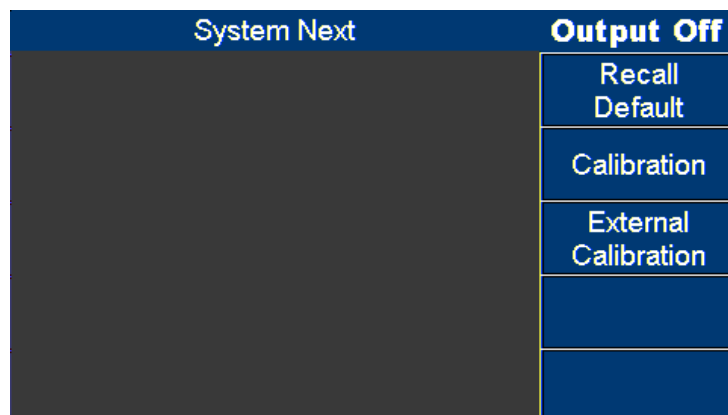 System Next
Output Off
Recall
Default
Calibration
External
Calibration